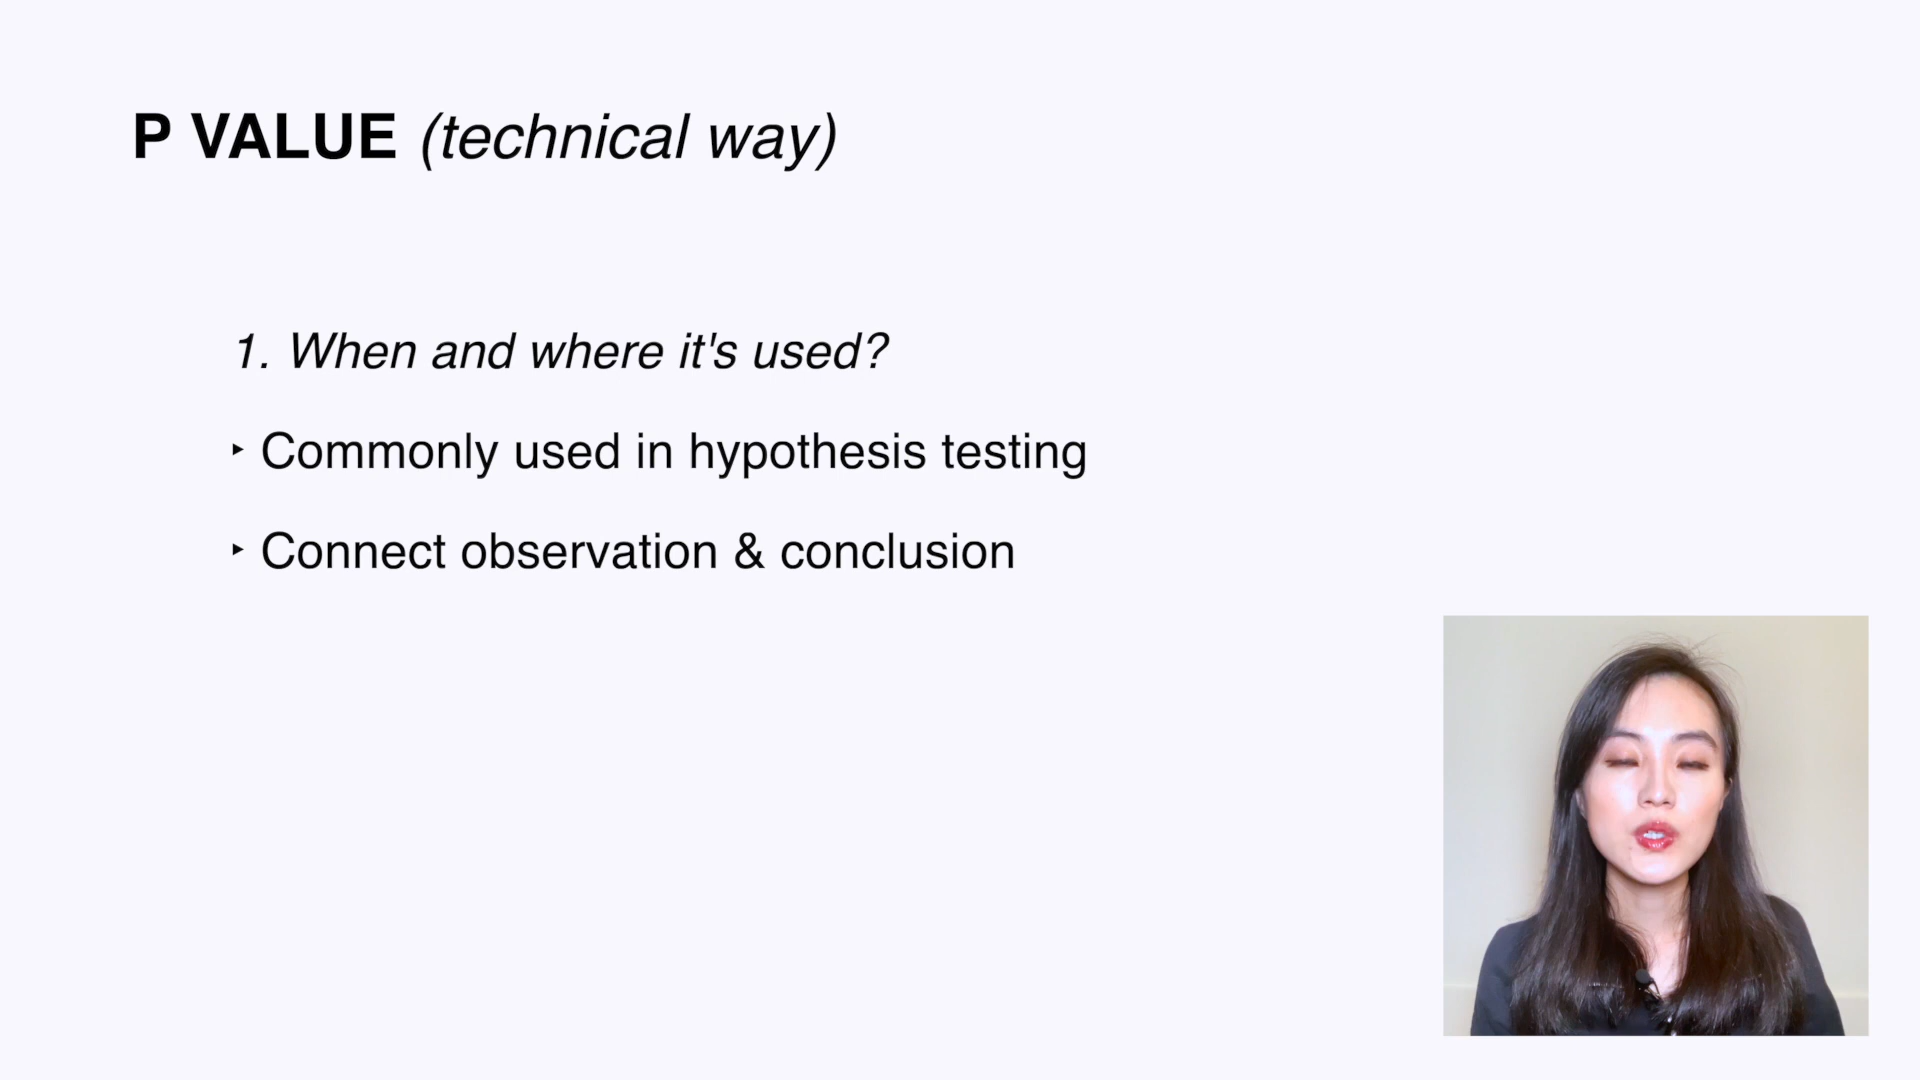 P VALUE (technical way)
1. When and where it's used?
‣ Commonly used in hypothesis testing
‣ Connect observation & conclusion